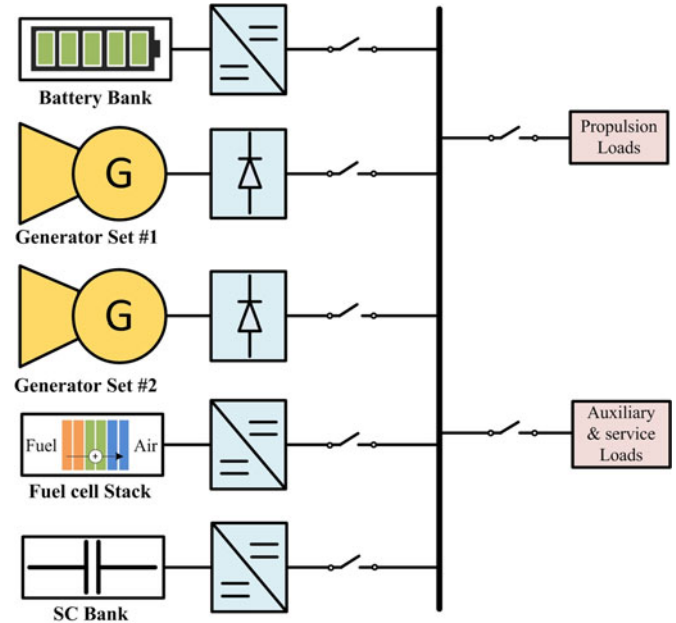 Battery Bank
G
Generator Set #1
G
Generator Set #2
Fuel
+
Air
Fuel cell Stack
SC Bank
Propulsion
Loads
Auxiliary
& service
Loads